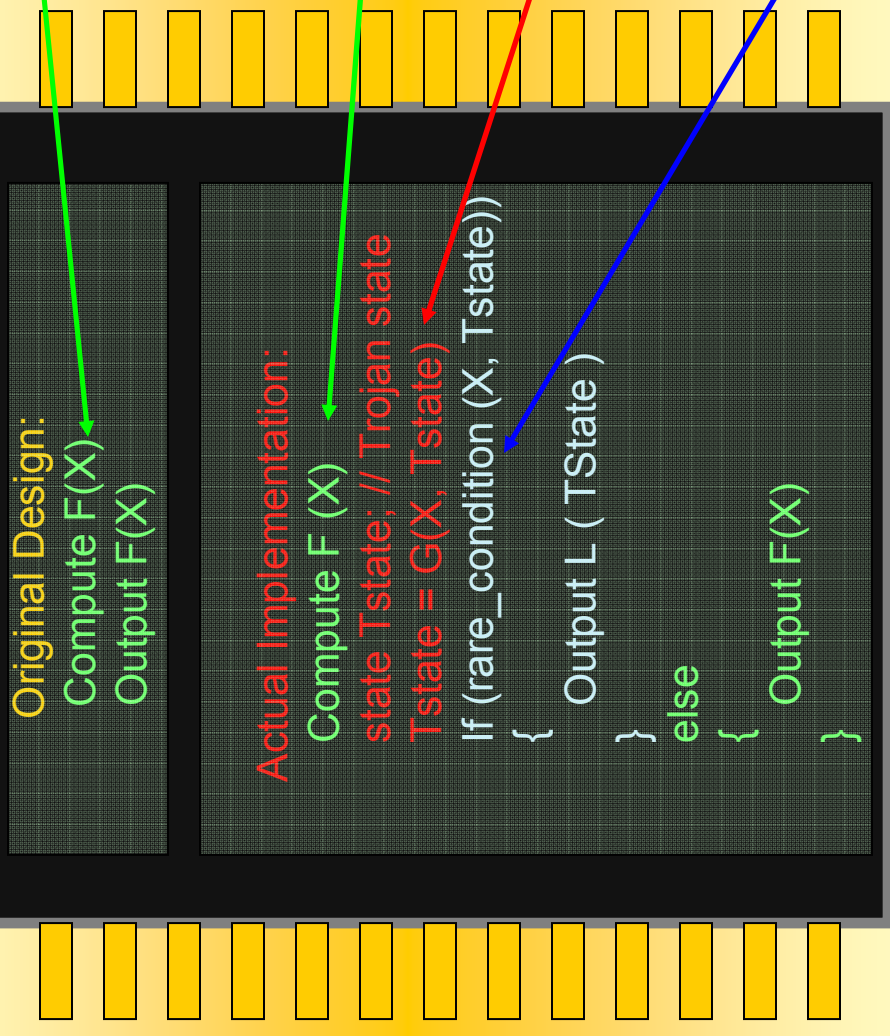 Original Design:
Compute F(X)
Output F(X)
Actual Implementation:
Compute F (X)
state Tstate; // Trojan state
Tstate = G(X, Tstate)
If (rare_condition (X, Tstate))
{
Output L ( TState )
}
else
{
Output F(X)
}